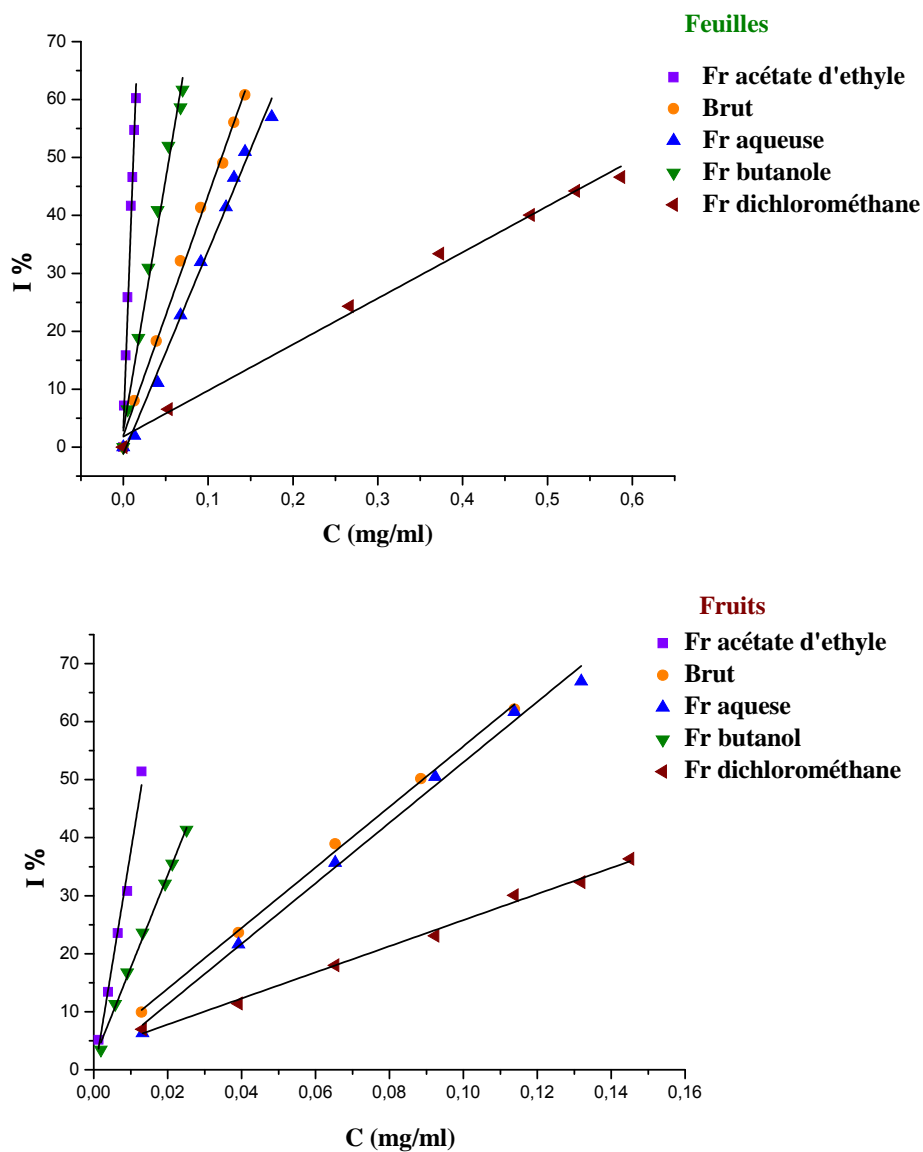 Feuilles
Fr acétate d'ethyle
Brut
Fr aqueuse
Fr butanole
Fr dichlorométhane
70
60
50
40
30
20
10
0
I %
0,0 0,1 0,2 0,3 0,4 0,5 0,6
C (mg/ml)
Fruits
Fr acétate d'ethyle
Brut
Fr aquese
Fr butanol
Fr dichlorométhane
70
60
50
40
30
20
10
0
I %
0,00 0,02 0,04 0,06 0,08 0,10 0,12 0,14 0,16
C (mg/ml)